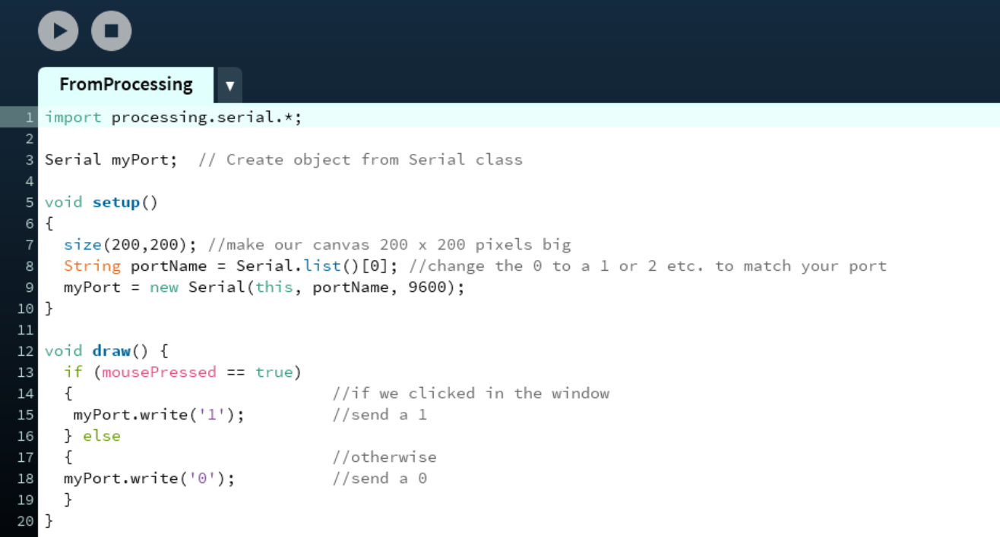 FromProcessing
1 import processing.serial.*;
2
3 Serial myPort;  // Create object from Serial class
4
5 void setup()
6 {
7   size(200,200); //make our canvas 200 x 200 pixels big
8   String portName = Serial.list()[0]; //change the 0 to a 1 or 2 etc. to match your port
9   myPort = new Serial(this, portName, 9600);
10 }
11
12 void draw() {
13   if (mousePressed == true)
14   {                           //if we clicked in the window
15    myPort.write('1');         //send a 1
16   } else
17   {                           //otherwise
18   myPort.write('0');          //send a 0
19   }
20 }